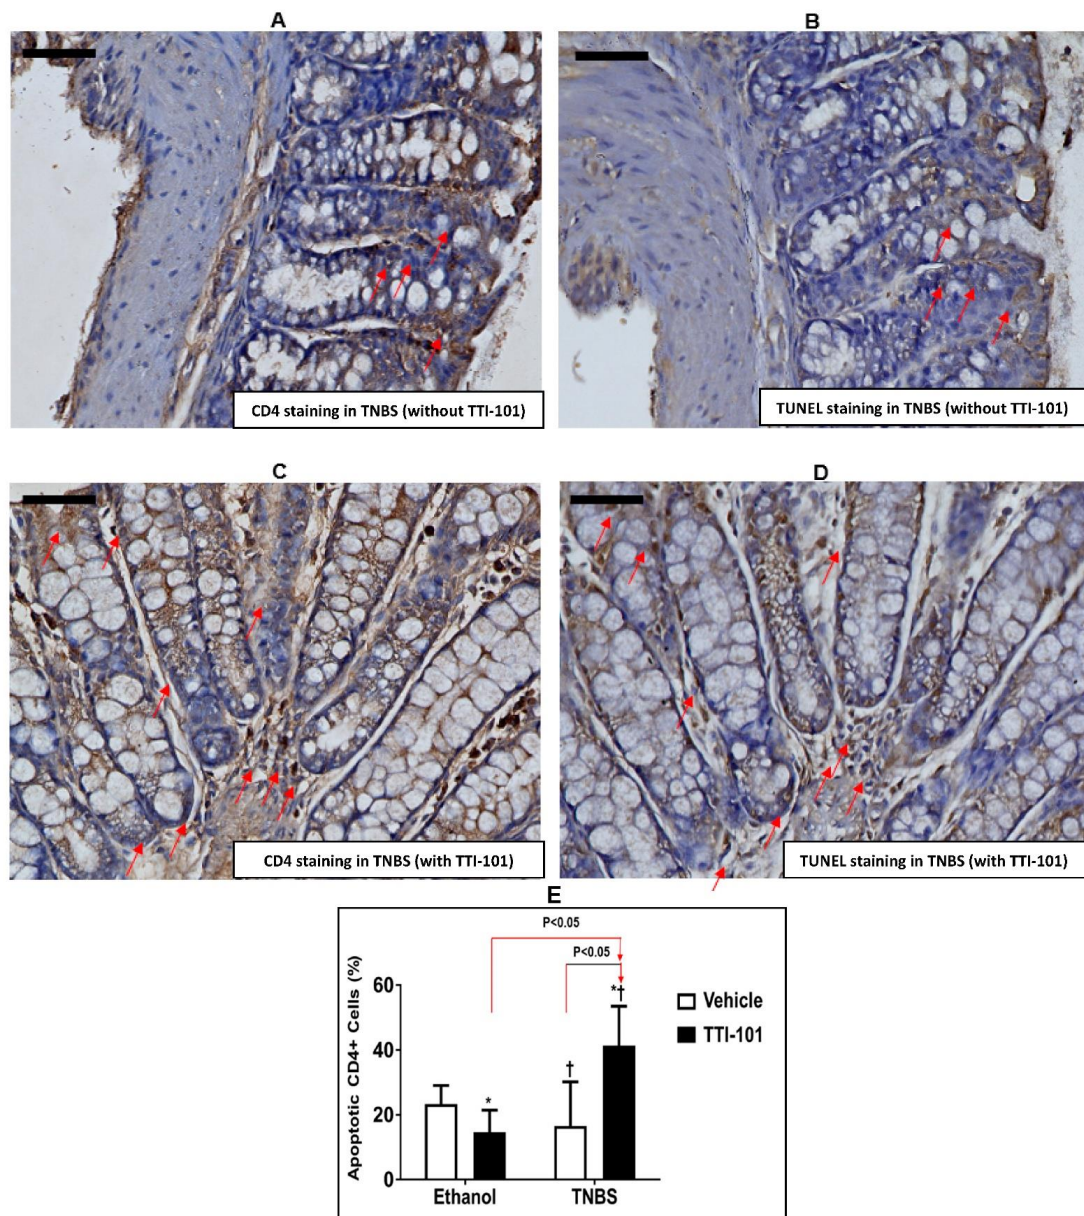 A
B
CD4 staining in TNBS (without TTI-101)
TUNEL staining in TNBS (without TTI-101)
C
D
CD4 staining in TNBS (with TTI-101)
TUNEL staining in TNBS (with TTI-101)
E
P<0.05
P<0.05
Apoptotic CD4+ Cells (%)
60
40
20
0
*
†
*†
Vehicle
TTI-101
Ethanol
TNBS